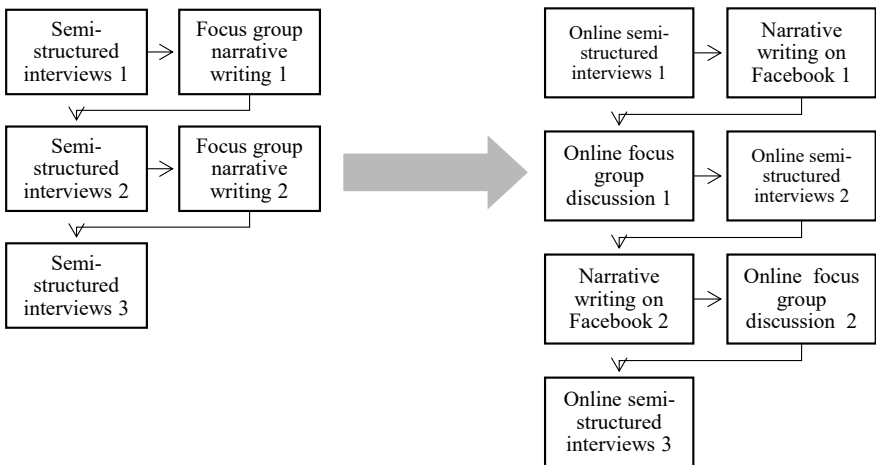 Semi-
structured
interviews 1
Focus group
narrative
writing 1
Semi-
structured
interviews 2
Focus group
narrative
writing 2
Semi-
structured
interviews 3
Online semi-
structured
interviews 1
Narrative
writing on
Facebook 1
Online focus
group
discussion 1
Online semi-
structured
interviews 2
Narrative
writing on
Facebook 2
Online focus
group
discussion 2
Online semi-
structured
interviews 3